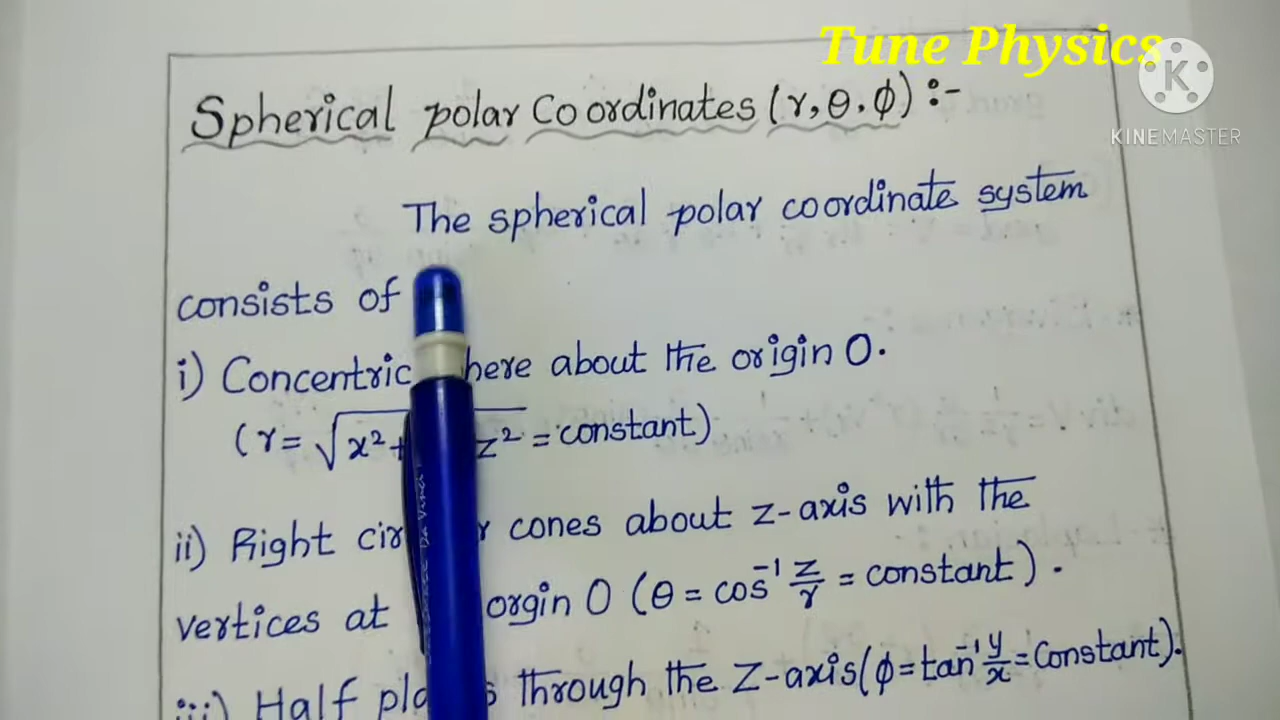 Tune Physics
KINEMASTER
Spherical polar Coordinates (r, θ, ϕ) :-
The spherical polar coordinate system
consists of
i) Concentric here about the origin O.
(r = √x²+ z² = constant)
ii) Right cones about z-axis with the
vertices at orgin O (θ = cos⁻¹ z/r = constant).
iii) Half through the Z-axis (ϕ = tan⁻¹ y/x = Constant).